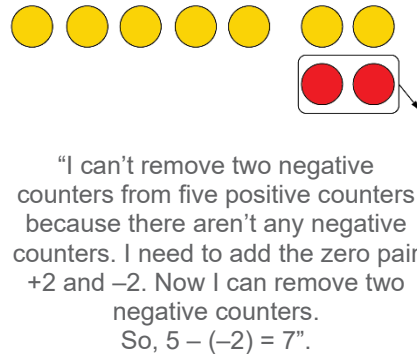 “I can’t remove two negative
counters from five positive counters
because there aren’t any negative
counters. I need to add the zero pair
+2 and –2. Now I can remove two
negative counters.
So, 5 – (–2) = 7”.